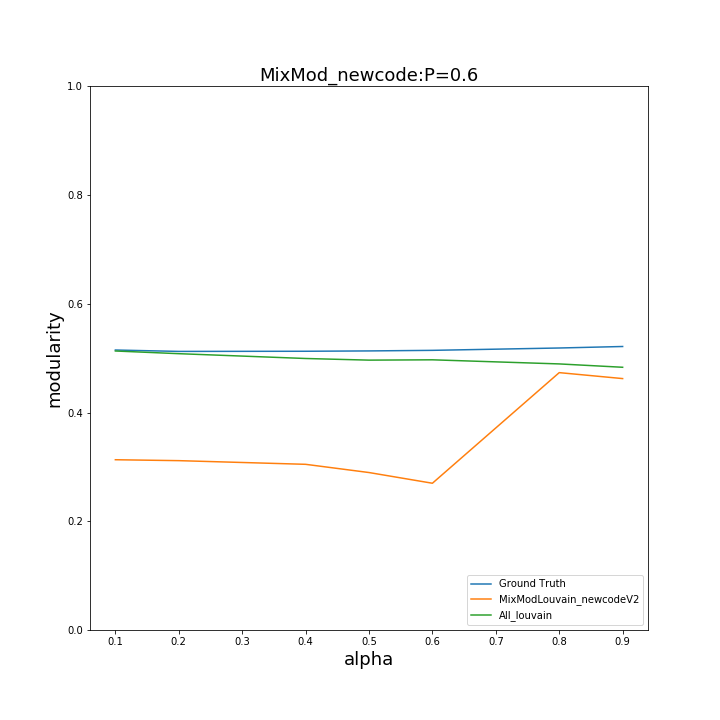 MixMod_newcode:P=0.6
1.0
0.8
0.6
0.4
0.2
0.0
modularity
0.1 0.2 0.3 0.4 0.5 0.6 0.7 0.8 0.9
alpha
Ground Truth
MixModLouvain_newcodeV2
All_louvain